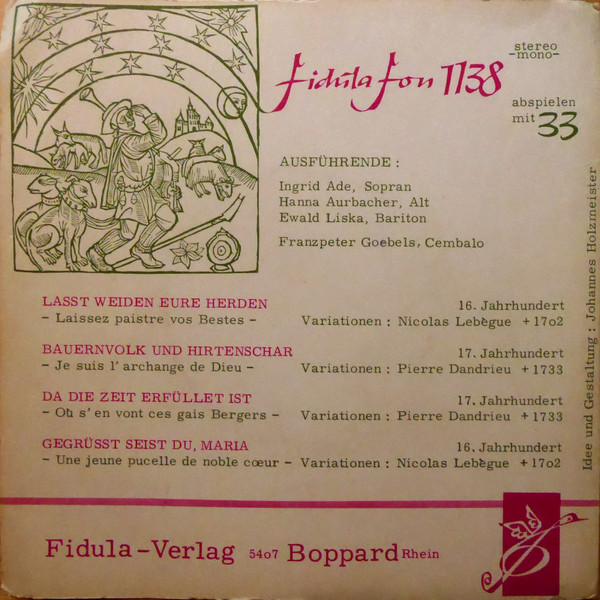 fidula fon 1138
stereo
-mono-
abspielen
mit 33
AUSFÜHRENDE :
Ingrid Ade, Sopran
Hanna Aurbacher, Alt
Ewald Liska, Bariton
Franzpeter Goebels, Cembalo
LASST WEIDEN EURE HERDEN 16. Jahrhundert
- Laissez paistre vos Bestes - Variationen : Nicolas Lebègue +17o2
BAUERNVOLK UND HIRTENSCHAR 17. Jahrhundert
- Je suis l'archange de Dieu - Variationen : Pierre Dandrieu +1733
DA DIE ZEIT ERFÜLLET IST 17. Jahrhundert
- Où s'en vont ces gais Bergers - Variationen : Pierre Dandrieu +1733
GEGRÜSST SEIST DU, MARIA 16. Jahrhundert
- Une jeune pucelle de noble cœur - Variationen : Nicolas Lebègue +17o2
Idee und Gestaltung : Johannes Holzmeister
Fidula-Verlag 54o7 Boppard Rhein